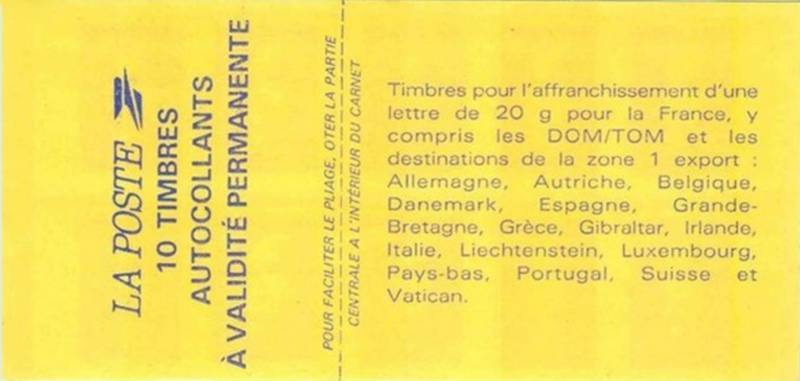 LA POSTE
10 TIMBRES
AUTOCOLLANTS
À VALIDITÉ PERMANENTE
POUR FACILITER LE PLIAGE, OTER LA PARTIE
CENTRALE A L'INTÉRIEUR DU CARNET
Timbres pour l'affranchissement d'une
lettre de 20 g pour la France, y
compris les DOM/TOM et les
destinations de la zone 1 export :
Allemagne, Autriche, Belgique,
Danemark, Espagne, Grande-
Bretagne, Grèce, Gibraltar, Irlande,
Italie, Liechtenstein, Luxembourg,
Pays-bas, Portugal, Suisse et
Vatican.